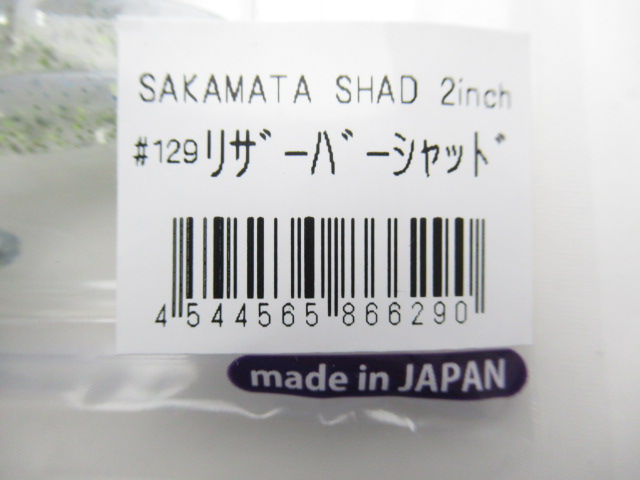 SAKAMATA SHAD 2inch
#129ﾘｻﾞｰﾊﾞｰｼｬｯﾄﾞ
4 544565 866290
made in JAPAN